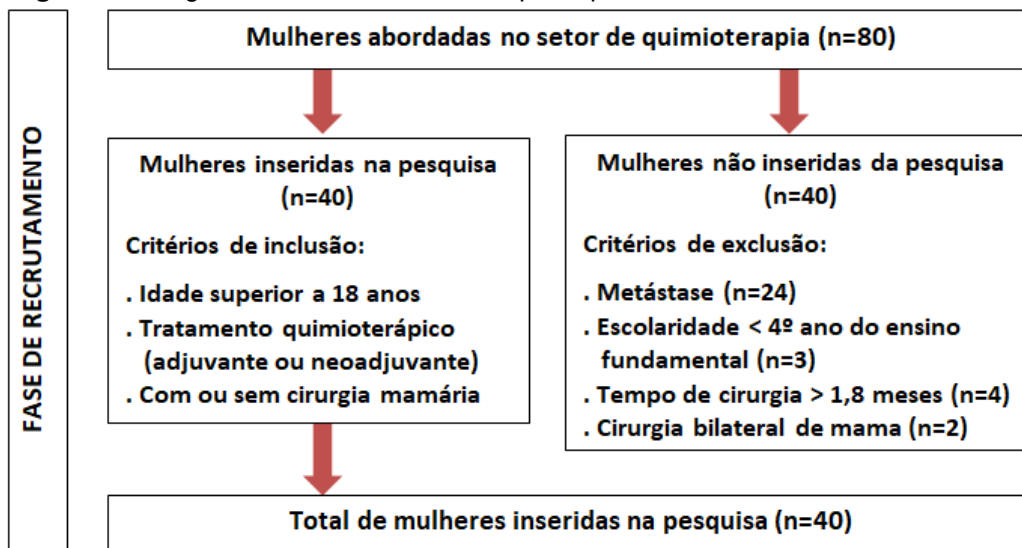 FASE DE RECRUTAMENTO
Mulheres abordadas no setor de quimioterapia (n=80)
Mulheres inseridas na pesquisa
(n=40)
Critérios de inclusão:
. Idade superior a 18 anos
. Tratamento quimioterápico
(adjuvante ou neoadjuvante)
. Com ou sem cirurgia mamária
Mulheres não inseridas da pesquisa
(n=40)
Critérios de exclusão:
. Metástase (n=24)
. Escolaridade < 4º ano do ensino
fundamental (n=3)
. Tempo de cirurgia > 1,8 meses (n=4)
. Cirurgia bilateral de mama (n=2)
Total de mulheres inseridas na pesquisa (n=40)